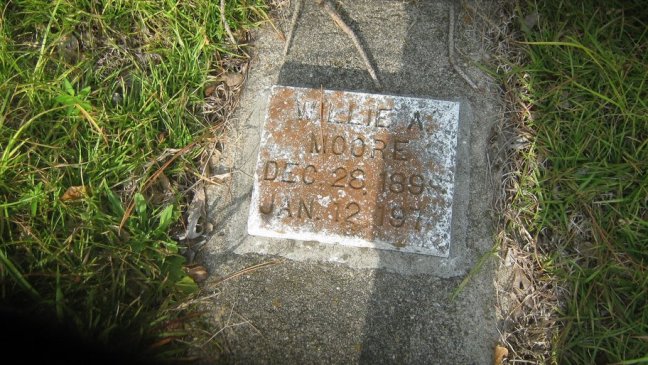 WILLIE A.
MOORE
DEC 28, 
JAN. 12,